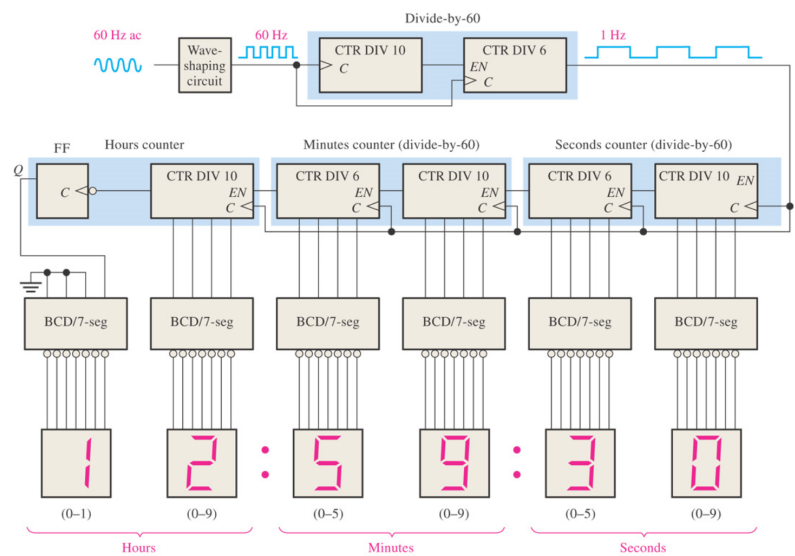 Divide-by-60
60 Hz ac
60 Hz
1 Hz
Wave-
shaping
circuit
CTR DIV 10
C
CTR DIV 6
EN
C
FF
Hours counter
Minutes counter (divide-by-60)
Seconds counter (divide-by-60)
Q
C
CTR DIV 10
EN
C
CTR DIV 6
EN
C
CTR DIV 10
EN
C
CTR DIV 6
EN
C
CTR DIV 10
EN
C
BCD/7-seg
BCD/7-seg
BCD/7-seg
BCD/7-seg
BCD/7-seg
BCD/7-seg
1 2 : 5 9 : 3 0
(0–1)
(0–9)
(0–5)
(0–9)
(0–5)
(0–9)
Hours
Minutes
Seconds